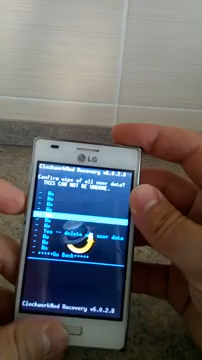 LG
ClockworkMod Recovery v6.0.2.8
Confirm wipe of all user data?
THIS CAN NOT BE UNDONE.
- No
- No
- No
- No
- No
- No
- Yes -- delete all user data
- No
- No
- +++++Go Back+++++
ClockworkMod Recovery v6.0.2.8